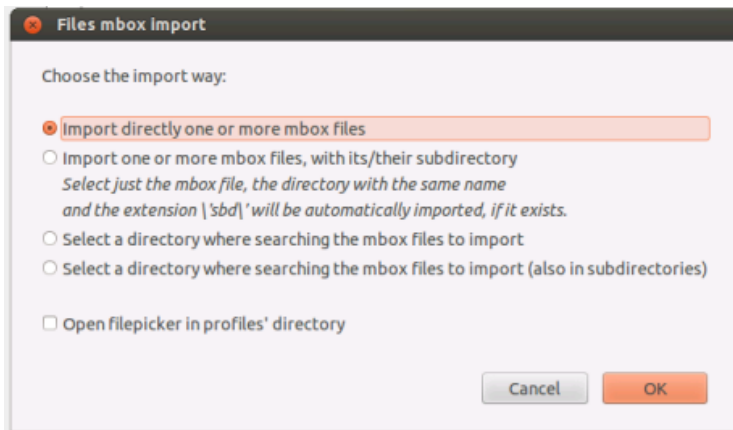 Files mbox import
Choose the import way:
Import directly one or more mbox files
Import one or more mbox files, with its/their subdirectory
Select just the mbox file, the directory with the same name
and the extension \'sbd\' will be automatically imported, if it exists.
Select a directory where searching the mbox files to import
Select a directory where searching the mbox files to import (also in subdirectories)
Open filepicker in profiles' directory
Cancel OK